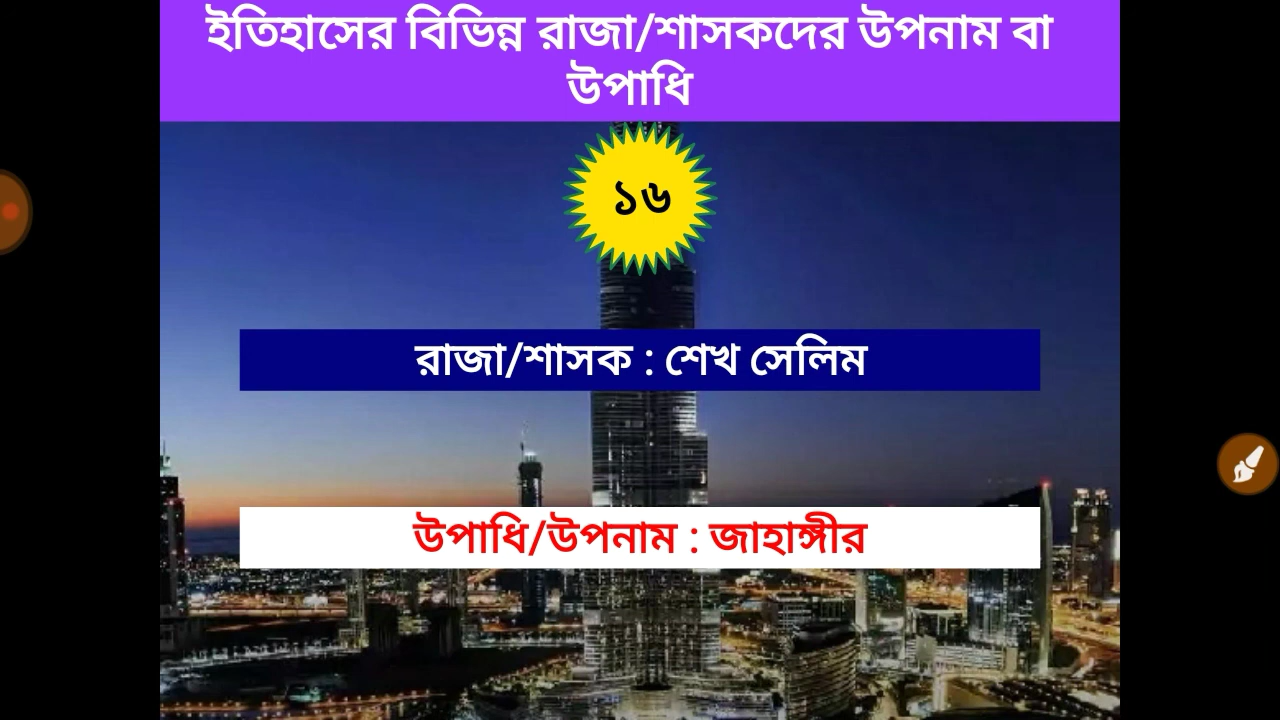 ইতিহাসের বিভিন্ন রাজা/শাসকদের উপনাম বা
উপাধি
১৬
রাজা/শাসক : শেখ সেলিম
উপাধি/উপনাম : জাহাঙ্গীর